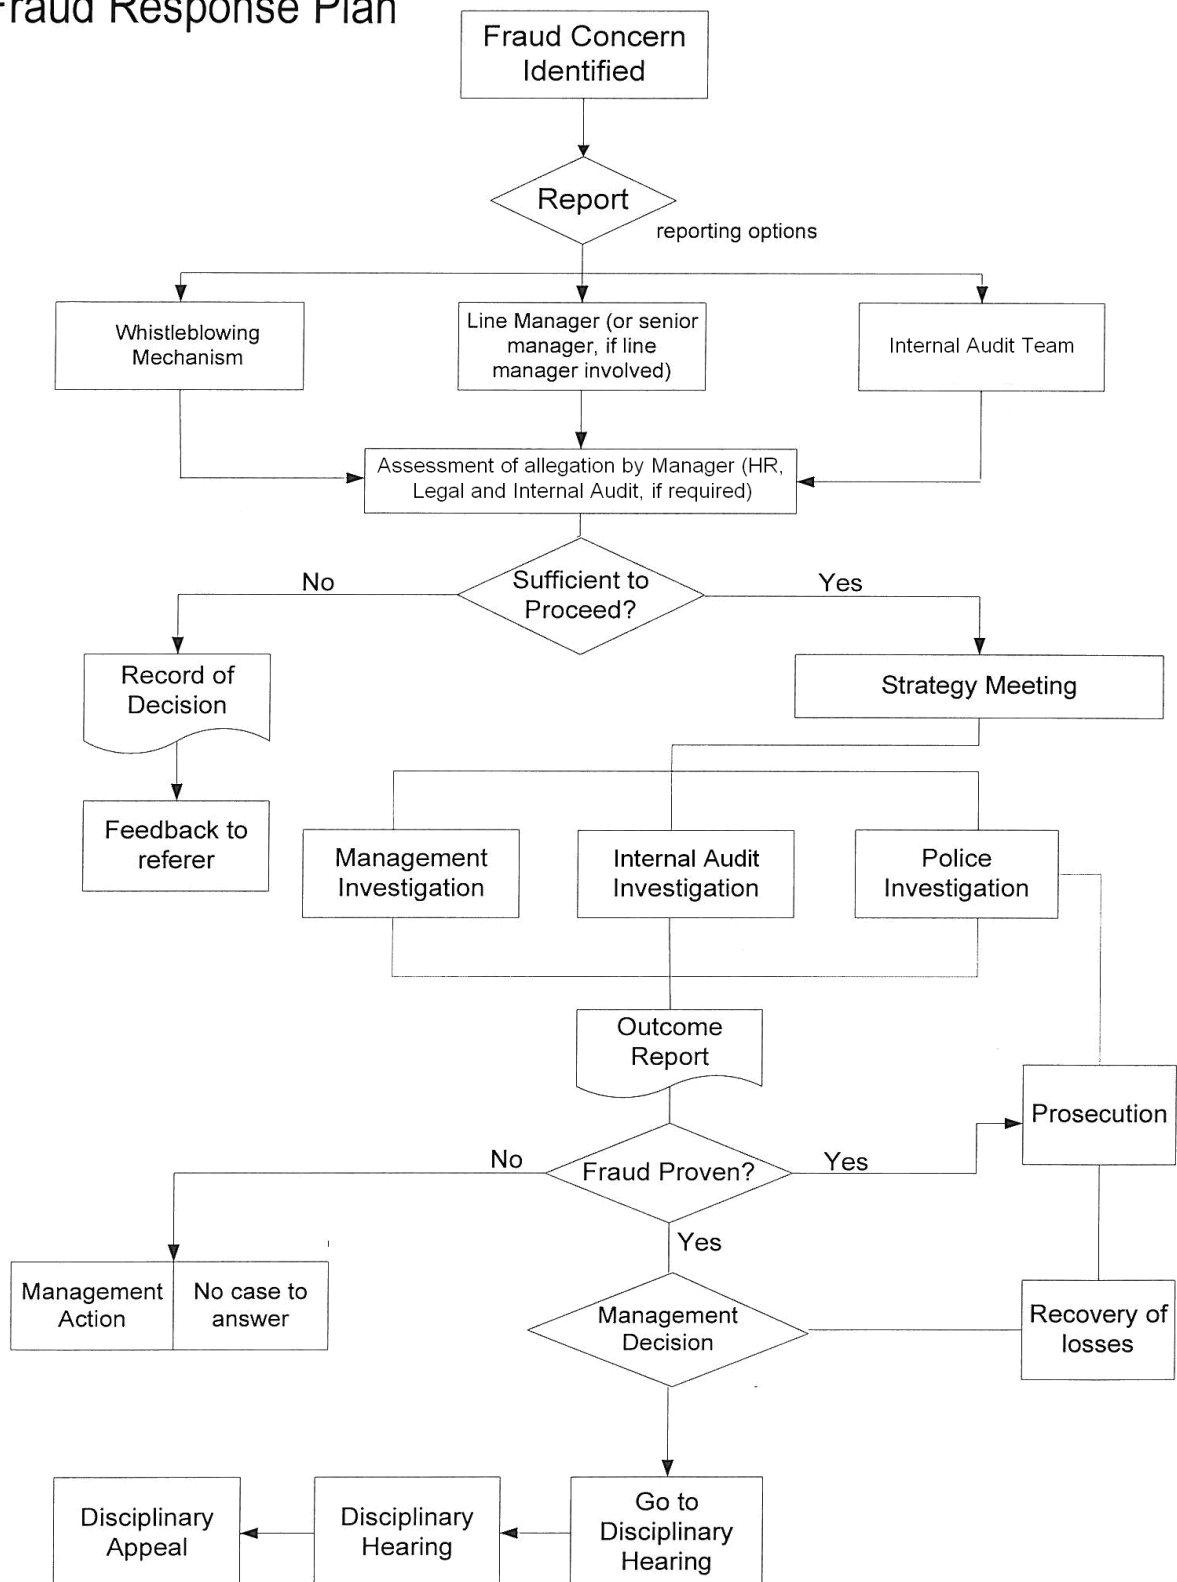 Fraud Response Plan
Fraud Concern
Identified
Report
reporting options
Whistleblowing
Mechanism
Line Manager (or senior
manager, if line
manager involved)
Internal Audit Team
Assessment of allegation by Manager (HR,
Legal and Internal Audit, if required)
No
Sufficient to
Proceed?
Yes
Record of
Decision
Strategy Meeting
Feedback to
referer
Management
Investigation
Internal Audit
Investigation
Police
Investigation
Outcome
Report
Prosecution
No
Fraud Proven?
Yes
Yes
Management
Action
No case to
answer
Management
Decision
Recovery of
losses
Disciplinary
Appeal
Disciplinary
Hearing
Go to
Disciplinary
Hearing